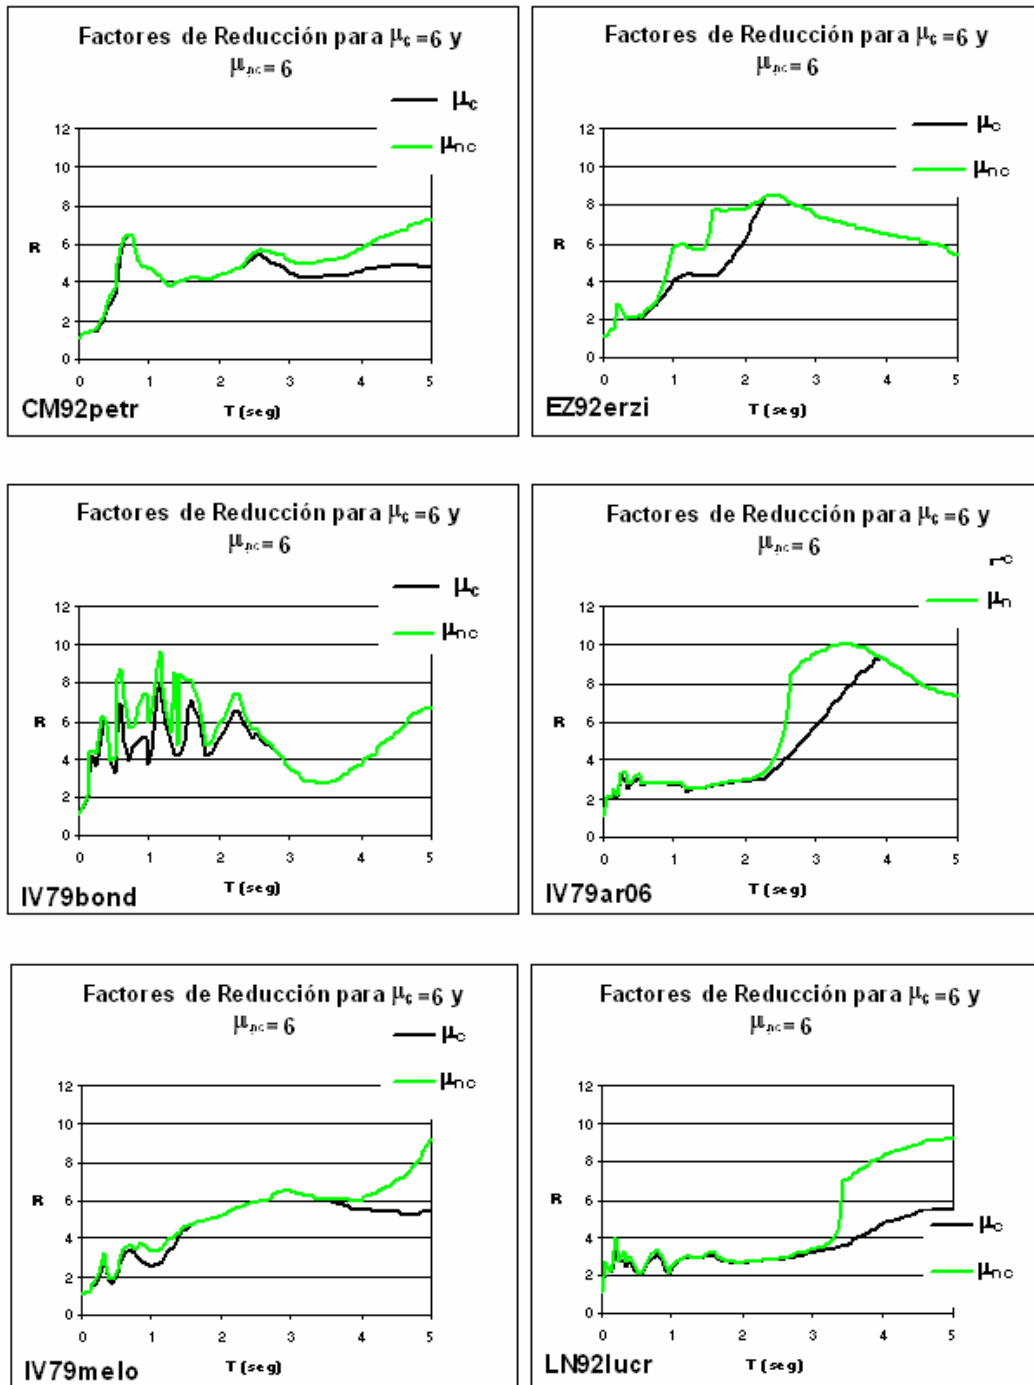 Factores de Reducción para μc =6 y
μnc= 6
μc
μnc
12
10
8
6
4
2
0
R
0 1 2 3 4 5
T (seg)
CM92petr
Factores de Reducción para μc =6 y
μnc= 6
μc
μnc
12
10
8
6
4
2
0
R
0 1 2 3 4 5
T (seg)
EZ92erzi
Factores de Reducción para μc =6 y
μnc= 6
μc
μnc
12
10
8
6
4
2
0
R
0 1 2 3 4 5
T (seg)
IV79bond
Factores de Reducción para μc =6 y
μnc= 6
μn
12
10
8
6
4
2
0
R
0 1 2 3 4 5
T (seg)
IV79ar06
Factores de Reducción para μc =6 y
μnc= 6
μc
μnc
12
10
8
6
4
2
0
R
0 1 2 3 4 5
T (seg)
IV79melo
Factores de Reducción para μc =6 y
μnc= 6
12
10
8
6
4
2
0
R
μc
μnc
0 1 2 3 4 5
T (seg)
LN92lucr